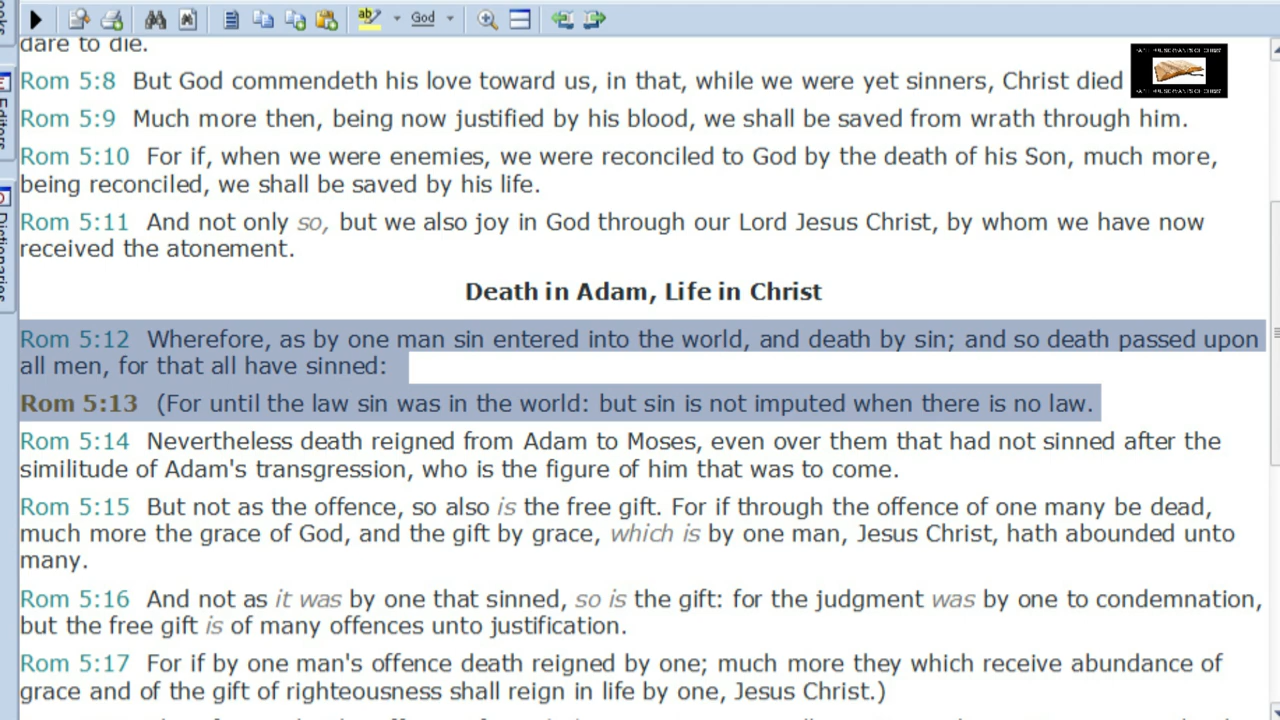 God
dare to die.
Rom 5:8 But God commendeth his love toward us, in that, while we were yet sinners, Christ died
Rom 5:9 Much more then, being now justified by his blood, we shall be saved from wrath through him.
Rom 5:10 For if, when we were enemies, we were reconciled to God by the death of his Son, much more,
being reconciled, we shall be saved by his life.
Rom 5:11 And not only so, but we also joy in God through our Lord Jesus Christ, by whom we have now
received the atonement.
Death in Adam, Life in Christ
Rom 5:12 Wherefore, as by one man sin entered into the world, and death by sin; and so death passed upon
all men, for that all have sinned:
Rom 5:13 (For until the law sin was in the world: but sin is not imputed when there is no law.
Rom 5:14 Nevertheless death reigned from Adam to Moses, even over them that had not sinned after the
similitude of Adam's transgression, who is the figure of him that was to come.
Rom 5:15 But not as the offence, so also is the free gift. For if through the offence of one many be dead,
much more the grace of God, and the gift by grace, which is by one man, Jesus Christ, hath abounded unto
many.
Rom 5:16 And not as it was by one that sinned, so is the gift: for the judgment was by one to condemnation,
but the free gift is of many offences unto justification.
Rom 5:17 For if by one man's offence death reigned by one; much more they which receive abundance of
grace and of the gift of righteousness shall reign in life by one, Jesus Christ.)
Editors
Dictionaries